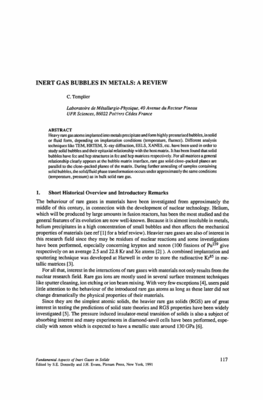 INERT GAS BUBBLES IN METALS: A REVIEW
C. Templier
Laboratoire de Métallurgie-Physique, 40 Avenue du Recteur Pineau
UFR Sciences, 86022 POITIERS Cédex France
ABSTRACT
Heavy rare gas atoms implanted into metals precipitate and form highly pressurized bubbles, in solid
or fluid form, depending on implantation conditions (temperature, fluence). Different analysis
techniques like TEM, HRTEM, X-ray diffraction, EELS, XANES, etc. have been used in order to
study solid bubbles and their epitaxial relationship with the host matrix. It has been found that solid
bubbles have fcc and hcp structures in fcc and hcp matrices respectively. For all matrices a general
relationship clearly appears at the bubble-matrix interface, rare gas solid close-packed planes are
parallel to the close-packed planes of the matrix. During further annealing of samples containing
solid bubbles, the solid/fluid phase transformation occurs under approximately the same conditions
(temperature, pressure) as in bulk solid rare gas.
1. Short Historical Overview and Introductory Remarks
The behaviour of rare gases in materials have been investigated from approximately the
middle of this century, in connection with the development of nuclear technology. Helium,
which will be produced by large amounts in fusion reactors, has been the most studied and the
general features of its evolution are now well-known. Because it is almost insoluble in metals,
helium precipitates in a high concentration of small bubbles and then affects the mechanical
properties of materials (see ref [1] for a brief review). Heavier rare gases are also of interest in
this research field since they may be residues of nuclear reactions and some investigations
have been performed, especially concerning krypton and xenon (100 fissions of Pu239 give
respectively on an average 2.5 and 22.8 Kr and Xe atoms [2] ). A combined implantation and
sputtering technique was developed at Harwell in order to store the radioactive Kr85 in me-
tallic matrices [3].
For all that, interest in the interactions of rare gases with materials not only results from the
nuclear research field. Rare gas ions are mostly used in several surface treatment techniques
like sputter cleaning, ion etching or ion beam mixing. With very few exceptions [4], users paid
little attention to the behaviour of the introduced rare gas atoms as long as these later did not
change dramatically the physical properties of their materials.
Since they are the simplest atomic solids, the heavier rare gas solids (RGS) are of great
interest in testing the predictions of solid state theories and RGS properties have been widely
investigated [5]. The pressure induced insulator-metal transition of solids is also a subject of
absorbing interest and many experiments in diamond-anvil cells have been performed, espe-
cially with xenon which is expected to have a metallic state around 130 GPa [6].
Fundamental Aspects of Inert Gases in Solids
Edited by S.E. Donnelly and J.H. Evans, Plenum Press, New York, 1991
117